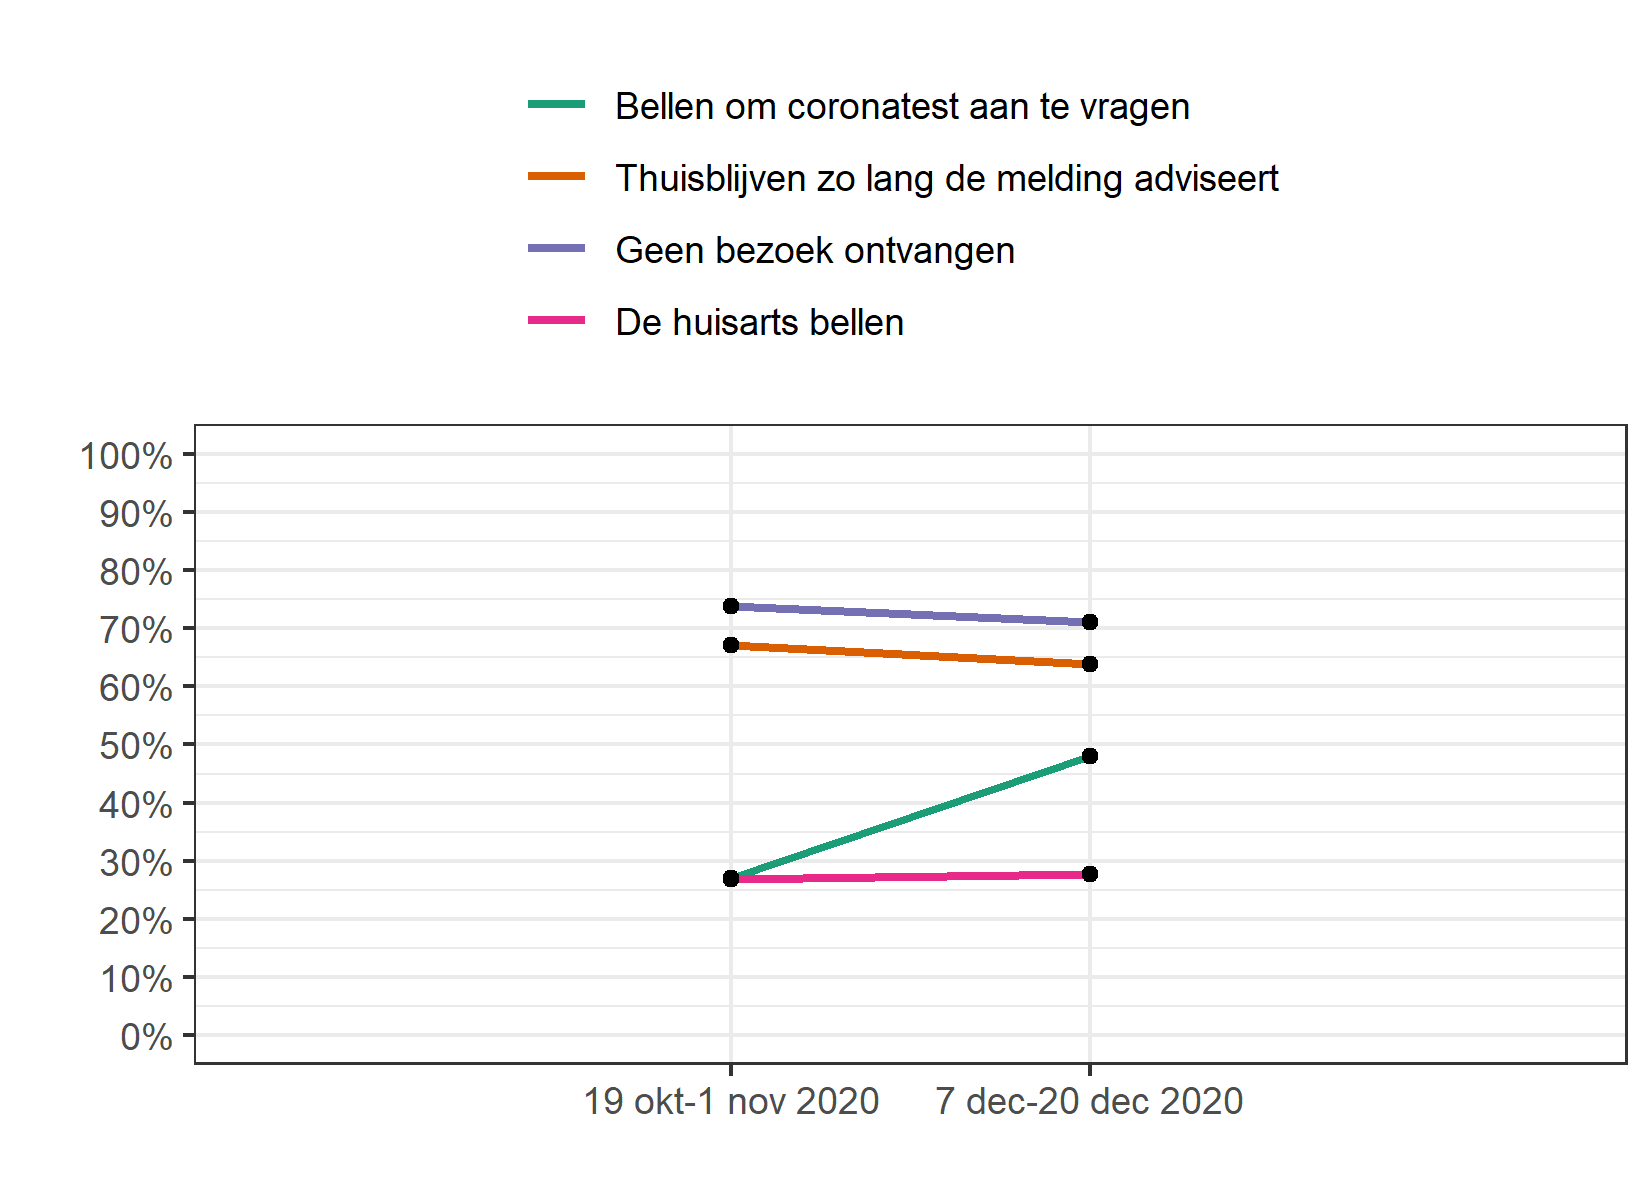 Bellen om coronatest aan te vragen
Thuisblijven zo lang de melding adviseert
Geen bezoek ontvangen
De huisarts bellen
100%
90%
80%
70%
60%
50%
40%
30%
20%
10%
0%
19 okt-1 nov 2020
7 dec-20 dec 2020